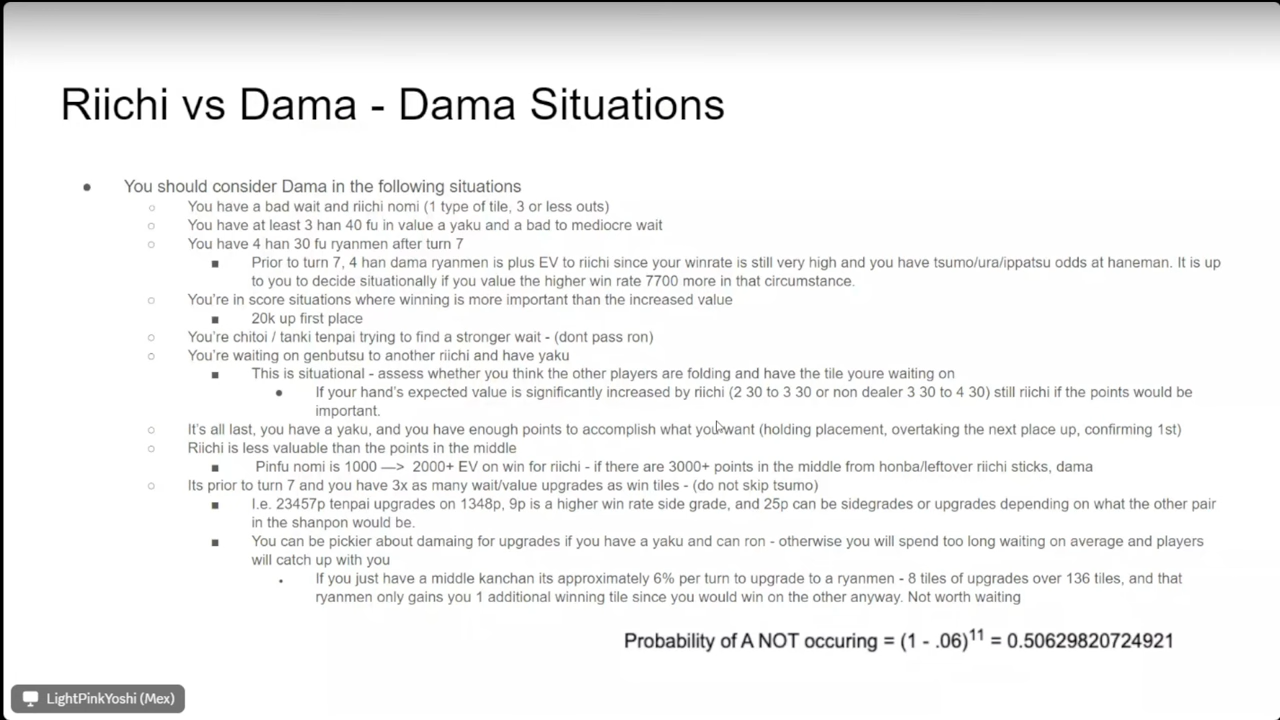 Riichi vs Dama - Dama Situations
● You should consider Dama in the following situations
○ You have a bad wait and riichi nomi (1 type of tile, 3 or less outs)
○ You have at least 3 han 40 fu in value a yaku and a bad to mediocre wait
○ You have 4 han 30 fu ryanmen after turn 7
■ Prior to turn 7, 4 han dama ryanmen is plus EV to riichi since your winrate is still very high and you have tsumo/ura/ippatsu odds at haneman. It is up
to you to decide situationally if you value the higher win rate 7700 more in that circumstance.
○ You're in score situations where winning is more important than the increased value
■ 20k up first place
○ You're chitoi / tanki tenpai trying to find a stronger wait - (dont pass ron)
○ You're waiting on genbutsu to another riichi and have yaku
■ This is situational - assess whether you think the other players are folding and have the tile youre waiting on
● If your hand's expected value is significantly increased by riichi (2 30 to 3 30 or non dealer 3 30 to 4 30) still riichi if the points would be
important.
○ It's all last, you have a yaku, and you have enough points to accomplish what you want (holding placement, overtaking the next place up, confirming 1st)
○ Riichi is less valuable than the points in the middle
■ Pinfu nomi is 1000 —> 2000+ EV on win for riichi - if there are 3000+ points in the middle from honba/leftover riichi sticks, dama
○ Its prior to turn 7 and you have 3x as many wait/value upgrades as win tiles - (do not skip tsumo)
■ I.e. 23457p tenpai upgrades on 1348p, 9p is a higher win rate side grade, and 25p can be sidegrades or upgrades depending on what the other pair
in the shanpon would be.
■ You can be pickier about damaing for upgrades if you have a yaku and can ron - otherwise you will spend too long waiting on average and players
will catch up with you
▪ If you just have a middle kanchan its approximately 6% per turn to upgrade to a ryanmen - 8 tiles of upgrades over 136 tiles, and that
ryanmen only gains you 1 additional winning tile since you would win on the other anyway. Not worth waiting
Probability of A NOT occuring = (1 - .06)¹¹ = 0.50629820724921
LightPinkYoshi (Mex)